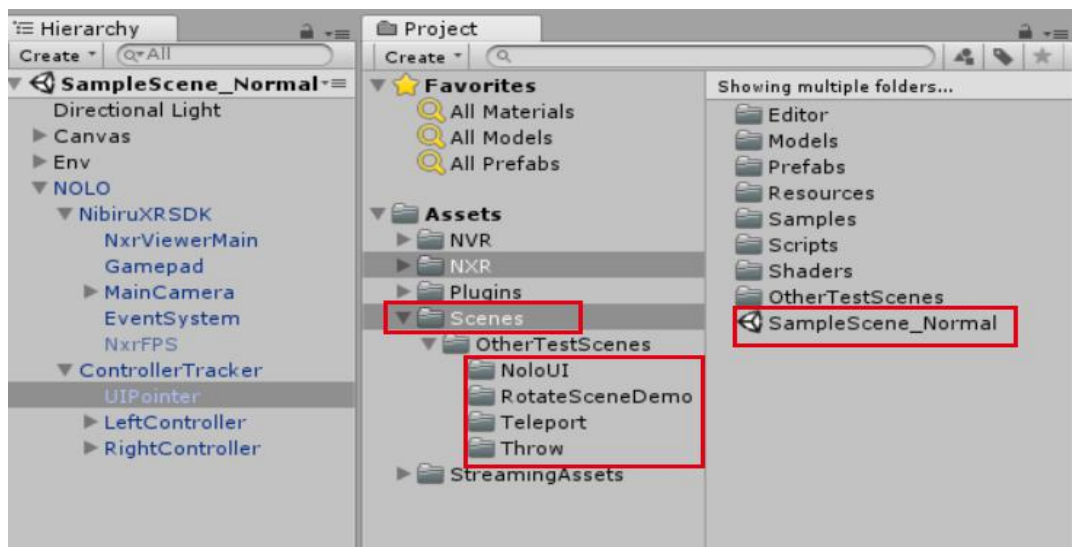 Hierarchy
Create
All
SampleScene_Normal
Directional Light
Canvas
Env
NOLO
NibiruXRSDK
NxrViewerMain
Gamepad
MainCamera
EventSystem
NxrFPS
ControllerTracker
UIPointer
LeftController
RightController
Project
Create
Favorites
All Materials
All Models
All Prefabs
Assets
NVR
NXR
Plugins
Scenes
OtherTestScenes
NoloUI
RotateSceneDemo
Teleport
Throw
StreamingAssets
Showing multiple folders...
Editor
Models
Prefabs
Resources
Samples
Scripts
Shaders
OtherTestScenes
SampleScene_Normal